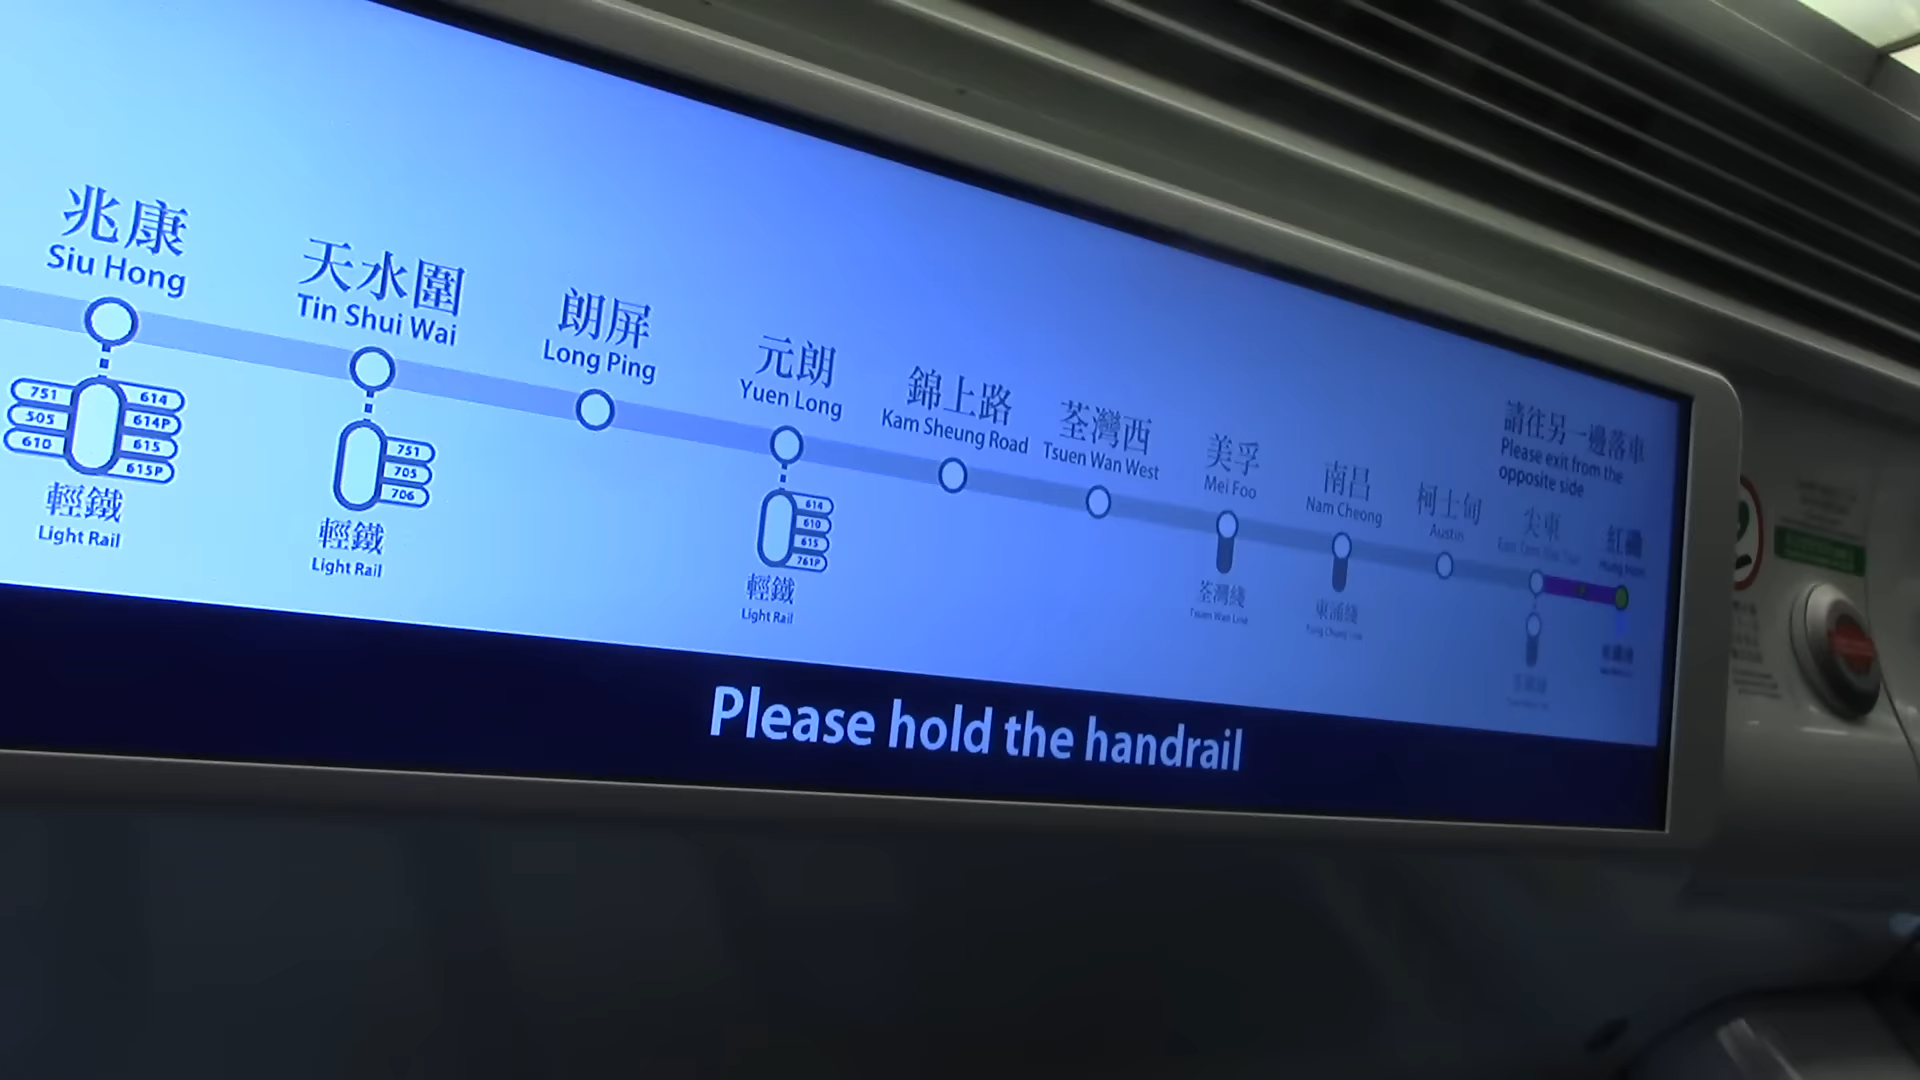 兆康
Siu Hong
751
505
610
614
614P
615
615P
輕鐵
Light Rail
天水圍
Tin Shui Wai
751
705
706
輕鐵
Light Rail
朗屏
Long Ping
元朗
Yuen Long
614
610
615
761P
輕鐵
Light Rail
錦上路
Kam Sheung Road
荃灣西
Tsuen Wan West
美孚
Mei Foo
荃灣綫
Tsuen Wan Line
南昌
Nam Cheong
東涌綫
Tung Chung Line
柯士甸
Austin
請往另一邊落車
Please exit from the
opposite side
尖東
East Tsim Sha Tsui
紅磡
Hung Hom
Please hold the handrail